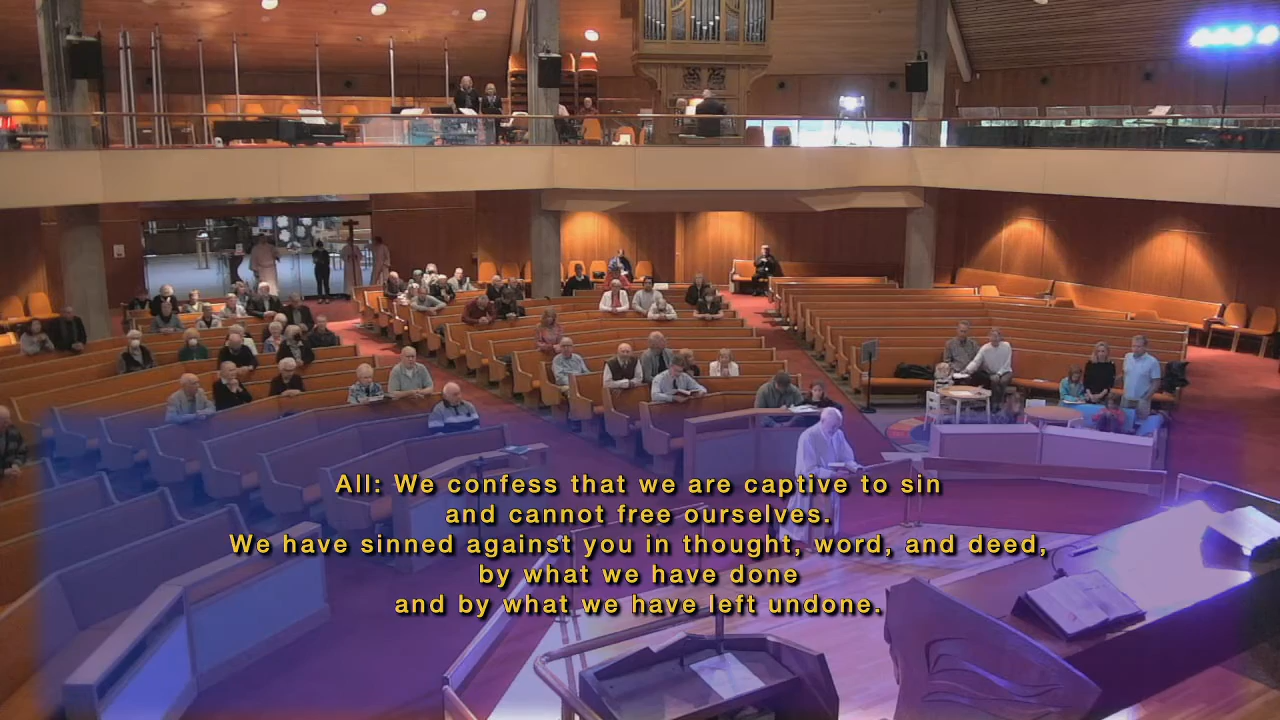 All: We confess that we are captive to sin
and cannot free ourselves.
We have sinned against you in thought, word, and deed,
by what we have done
and by what we have left undone.